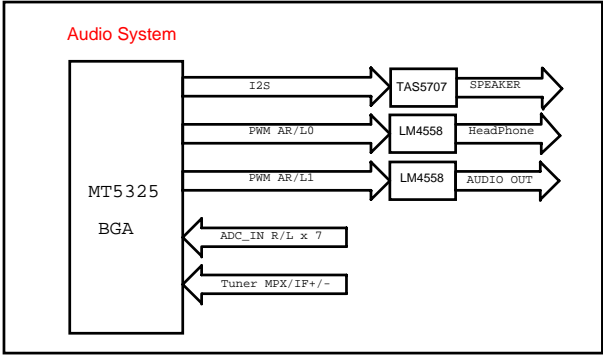 Audio System
I2S
TAS5707
SPEAKER
PWM AR/L0
LM4558
HeadPhone
PWM AR/L1
LM4558
AUDIO OUT
MT5325
BGA
ADC_IN R/L x 7
Tuner MPX/IF+/-